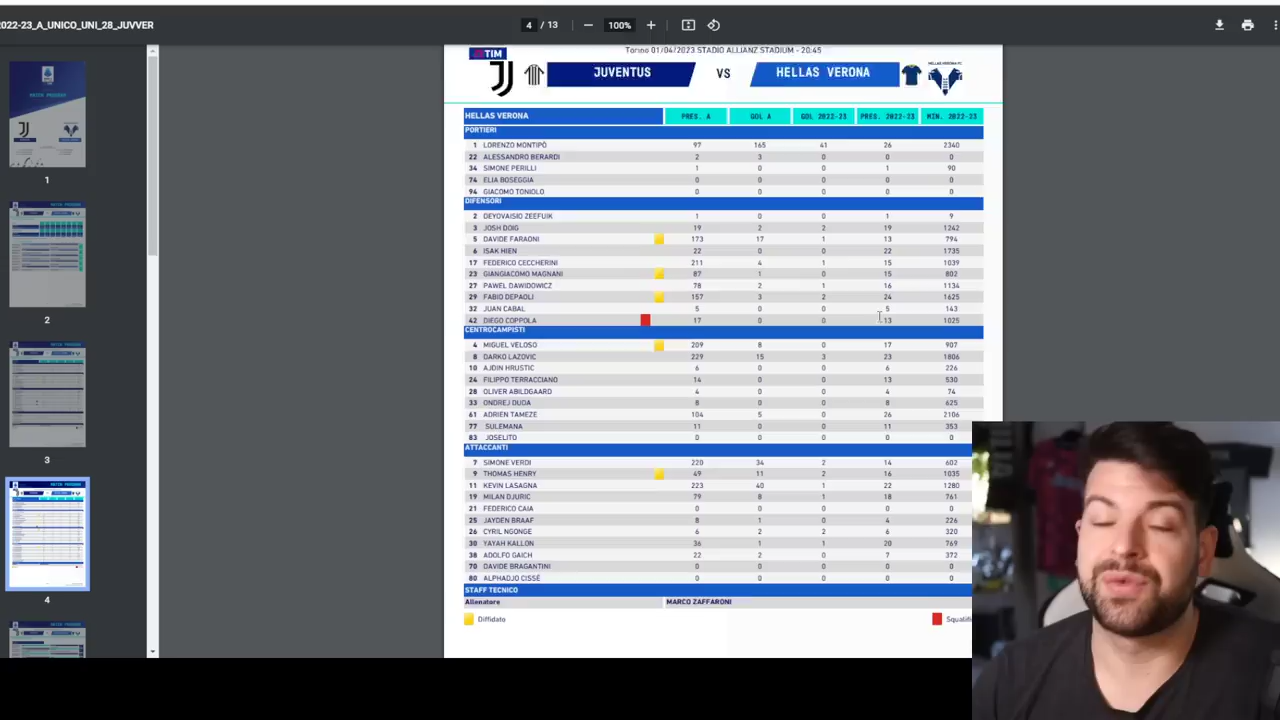 2022-23_A_UNICO_UNI_28_JUVVER
4 / 13
100%
1
2
3
4
TIM
Torino 01/04/2023 STADIO ALLIANZ STADIUM - 20:45
JUVENTUS VS HELLAS VERONA
HELLAS VERONA PRES. A GOL A GOL 2022-23 PRES. 2022-23 MIN. 2022-23
PORTIERI
1 LORENZO MONTIPÒ 97 165 41 26 2340
22 ALESSANDRO BERARDI 2 3 0 0 0
34 SIMONE PERILLI 1 0 0 1 90
74 ELIA BOSEGGIA 0 0 0 0 0
94 GIACOMO TONIOLO 0 0 0 0 0
DIFENSORI
2 DEYOVAISIO ZEEFUIK 1 0 0 1 9
3 JOSH DOIG 19 2 2 19 1242
5 DAVIDE FARAONI 173 17 1 13 794
6 ISAK HIEN 22 0 0 22 1735
17 FEDERICO CECCHERINI 211 4 1 15 1039
23 GIANGIACOMO MAGNANI 87 1 0 15 802
27 PAWEL DAWIDOWICZ 78 2 1 16 1134
29 FABIO DEPAOLI 157 3 2 24 1625
32 JUAN CABAL 5 0 0 5 143
42 DIEGO COPPOLA 17 0 0 13 1025
CENTROCAMPISTI
4 MIGUEL VELOSO 209 8 0 17 907
8 DARKO LAZOVIC 229 15 3 23 1806
10 AJDIN HRUSTIC 6 0 0 6 226
24 FILIPPO TERRACCIANO 14 0 0 13 530
28 OLIVER ABILDGAARD 4 0 0 4 74
33 ONDREJ DUDA 8 0 0 8 625
61 ADRIEN TAMEZE 104 5 0 26 2106
77 SULEMANA 11 0 0 11 353
83 JOSELITO 0 0 0 0 0
ATTACCANTI
7 SIMONE VERDI 220 34 2 14 602
9 THOMAS HENRY 49 11 2 16 1035
11 KEVIN LASAGNA 223 40 1 22 1280
19 MILAN DJURIC 79 8 1 18 761
21 FEDERICO CAIA 0 0 0 0 0
25 JAYDEN BRAAF 8 1 0 4 226
26 CYRIL NGONGE 6 2 2 6 320
30 YAYAH KALLON 36 1 1 20 769
38 ADOLFO GAICH 22 2 0 7 372
70 DAVIDE BRAGANTINI 0 0 0 0 0
80 ALPHADJO CISSÈ 0 0 0 0 0
STAFF TECNICO
Allenatore MARCO ZAFFARONI
Diffidato Squalifi